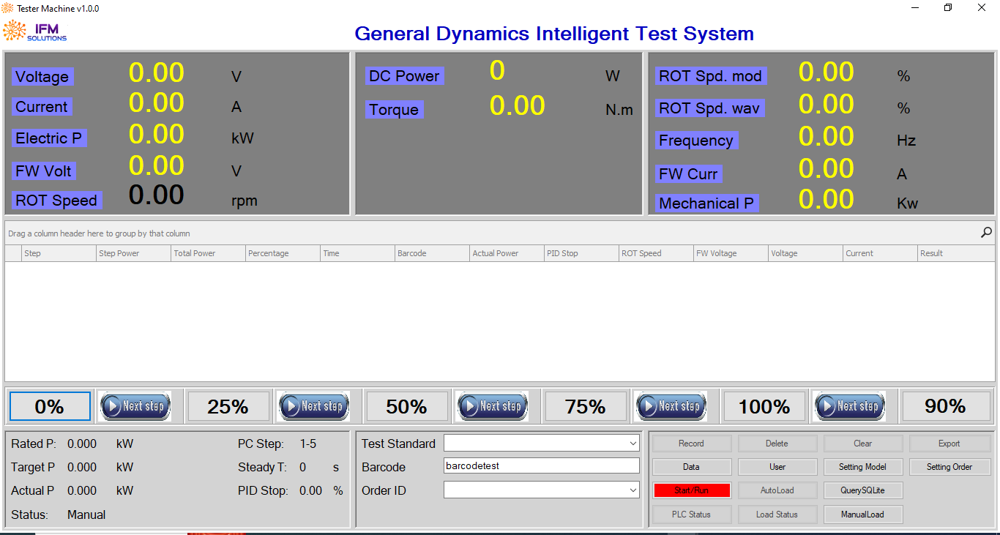 Tester Machine v1.0.0
IFM
SOLUTIONS
General Dynamics Intelligent Test System
Voltage 0.00 V
Current 0.00 A
Electric P 0.00 kW
FW Volt 0.00 V
ROT Speed 0.00 rpm
DC Power 0 W
Torque 0.00 N.m
ROT Spd. mod 0.00 %
ROT Spd. wav 0.00 %
Frequency 0.00 Hz
FW Curr 0.00 A
Mechanical P 0.00 Kw
Drag a column header here to group by that column
Step Step Power Total Power Percentage Time Barcode Actual Power PID Stop ROT Speed FW Voltage Voltage Current Result
0% Next step 25% Next step 50% Next step 75% Next step 100% Next step 90%
Rated P: 0.000 kW PC Step: 1-5
Target P 0.000 kW Steady T: 0 s
Actual P 0.000 kW PID Stop: 0.00 %
Status: Manual
Test Standard
Barcode barcodetest
Order ID
Record Delete Clear Export
Data User Setting Model Setting Order
Start/Run AutoLoad QuerySQLite
PLC Status Load Status ManualLoad